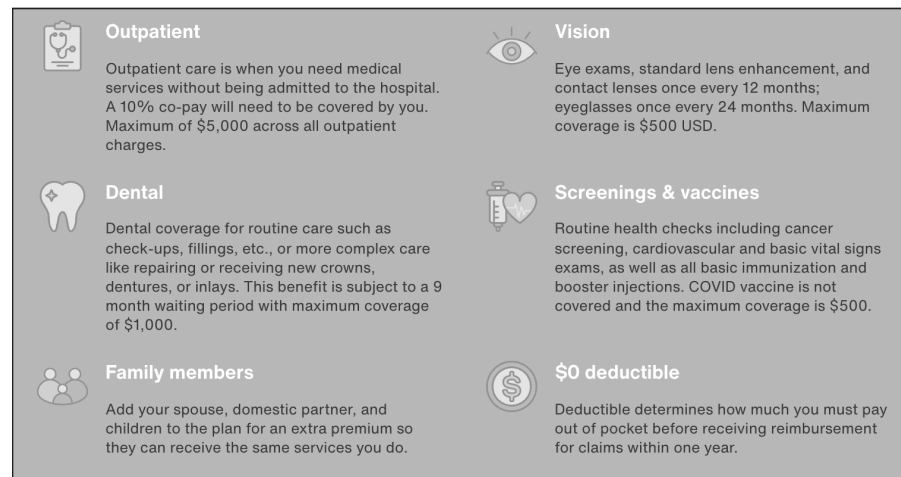 Outpatient
Outpatient care is when you need medical
services without being admitted to the hospital.
A 10% co-pay will need to be covered by you.
Maximum of $5,000 across all outpatient
charges.
Vision
Eye exams, standard lens enhancement, and
contact lenses once every 12 months;
eyeglasses once every 24 months. Maximum
coverage is $500 USD.
Dental
Dental coverage for routine care such as
check-ups, fillings, etc., or more complex care
like repairing or receiving new crowns,
dentures, or inlays. This benefit is subject to a 9
month waiting period with maximum coverage
of $1,000.
Screenings & vaccines
Routine health checks including cancer
screening, cardiovascular and basic vital signs
exams, as well as all basic immunization and
booster injections. COVID vaccine is not
covered and the maximum coverage is $500.
Family members
Add your spouse, domestic partner, and
children to the plan for an extra premium so
they can receive the same services you do.
$0 deductible
Deductible determines how much you must pay
out of pocket before receiving reimbursement
for claims within one year.